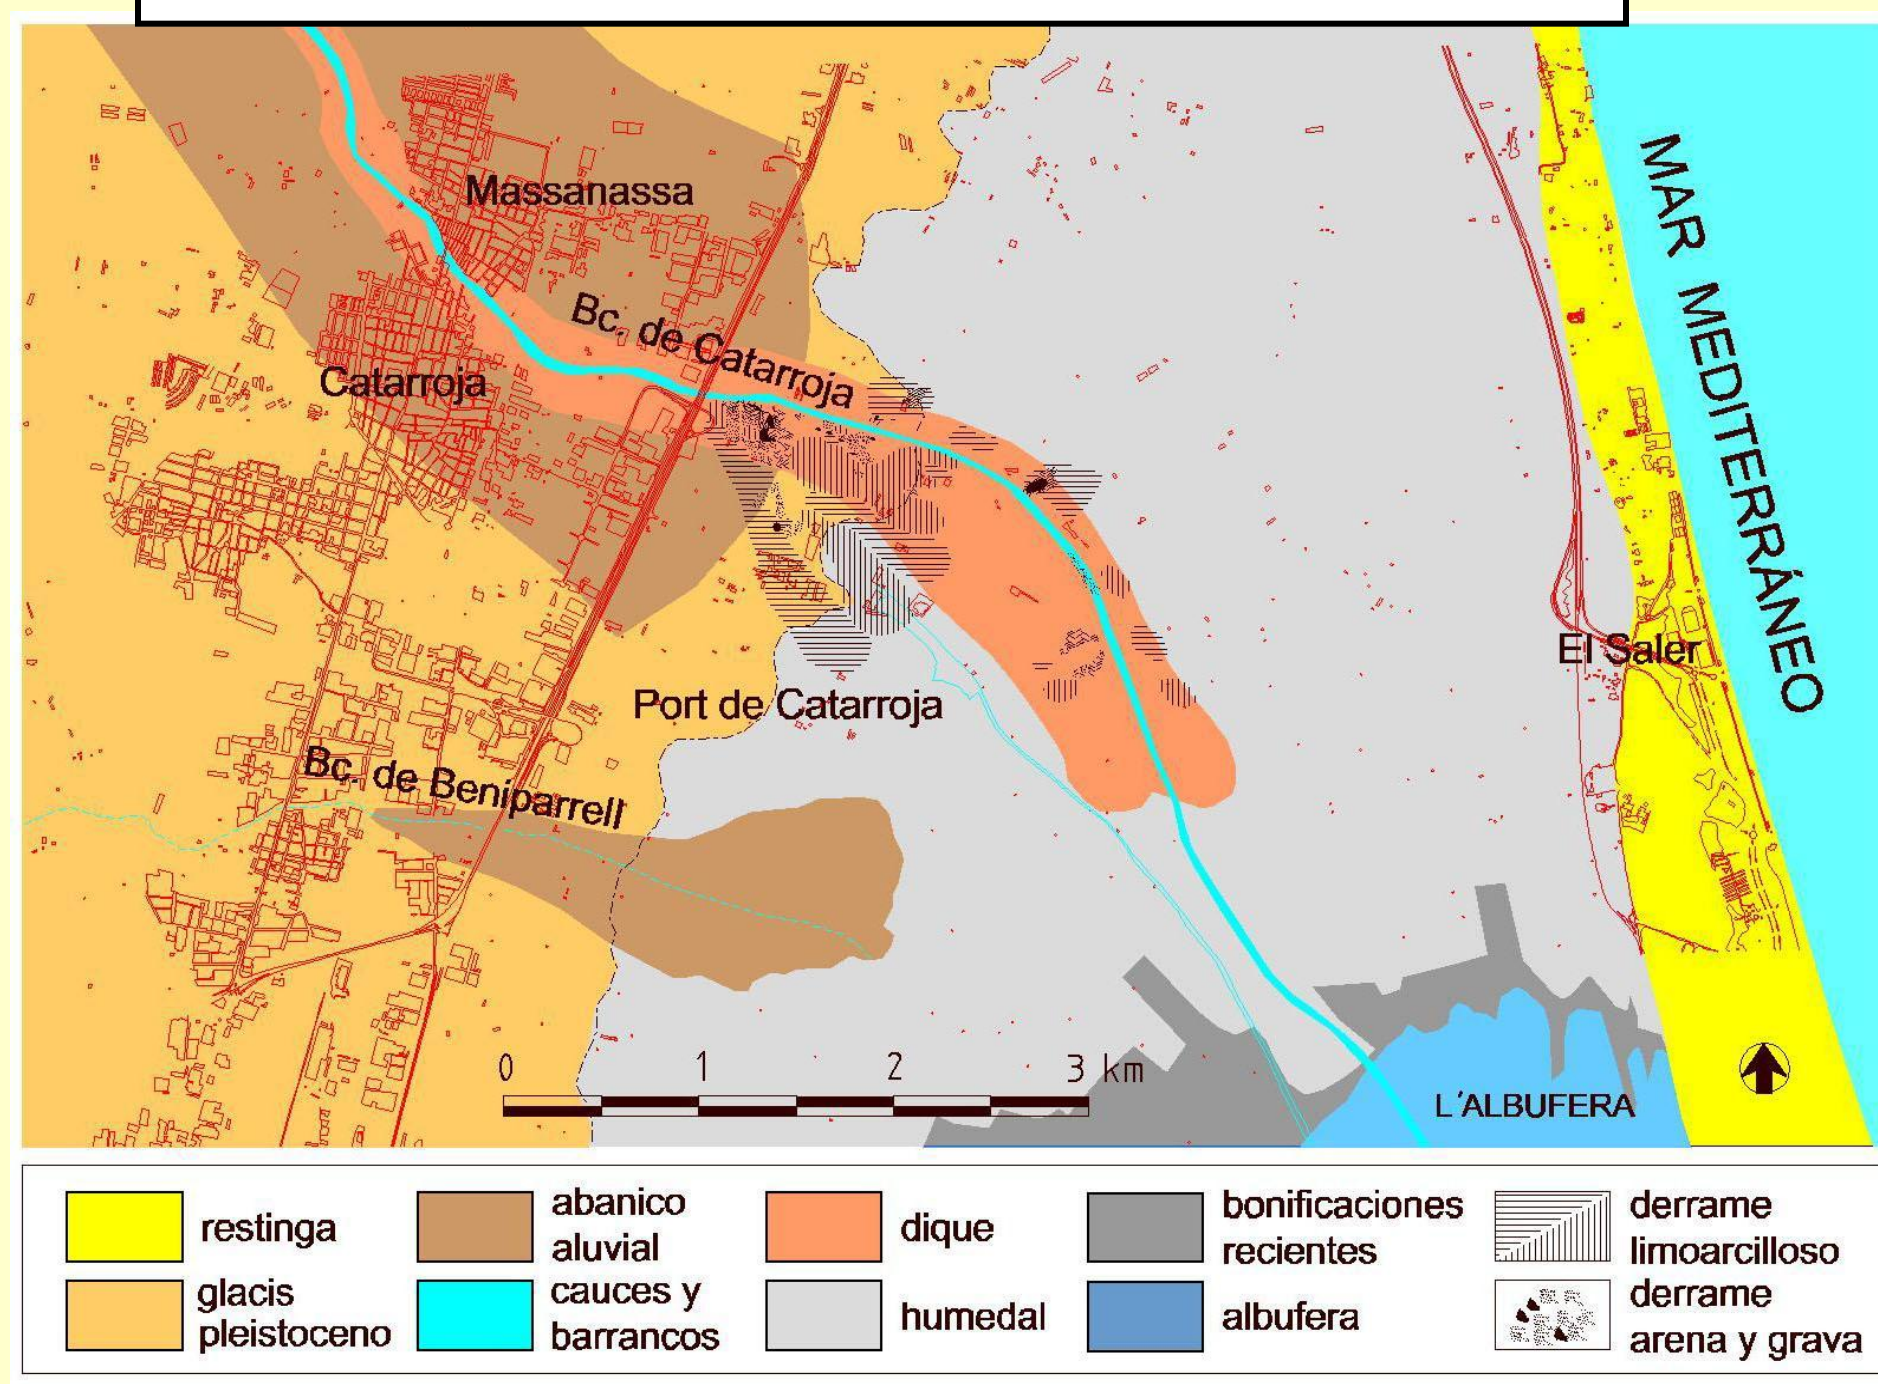 Massanassa
Bc. de Catarroja
Catarroja
MAR MEDITERRÁNEO
El Saler
Port de Catarroja
Bc. de Beniparrell
0 1 2 3 km
L'ALBUFERA
restinga
abanico
aluvial
dique
bonificaciones
recientes
derrame
limoarcilloso
glacis
pleistoceno
cauces y
barrancos
humedal
albufera
derrame
arena y grava